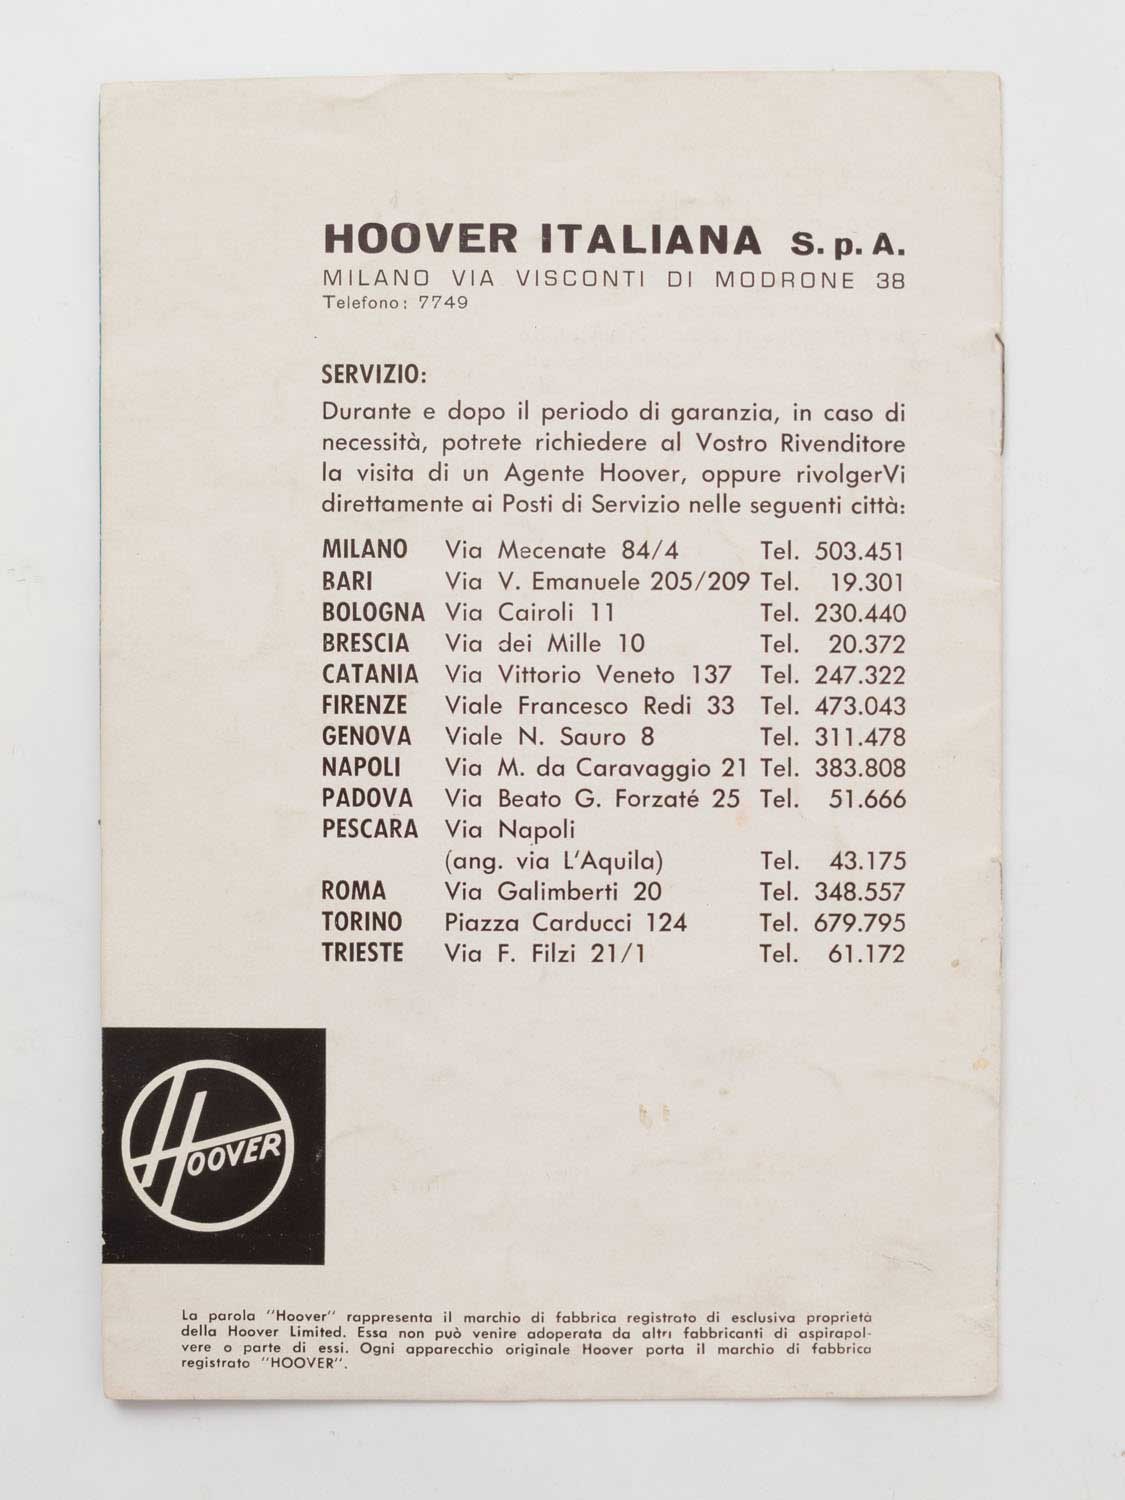 HOOVER ITALIANA S.p.A.
MILANO VIA VISCONTI DI MODRONE 38
Telefono: 7749
SERVIZIO:
Durante e dopo il periodo di garanzia, in caso di
necessità, potrete richiedere al Vostro Rivenditore
la visita di un Agente Hoover, oppure rivolgerVi
direttamente ai Posti di Servizio nelle seguenti città:
MILANO Via Mecenate 84/4 Tel. 503.451
BARI Via V. Emanuele 205/209 Tel. 19.301
BOLOGNA Via Cairoli 11 Tel. 230.440
BRESCIA Via dei Mille 10 Tel. 20.372
CATANIA Via Vittorio Veneto 137 Tel. 247.322
FIRENZE Viale Francesco Redi 33 Tel. 473.043
GENOVA Viale N. Sauro 8 Tel. 311.478
NAPOLI Via M. da Caravaggio 21 Tel. 383.808
PADOVA Via Beato G. Forzaté 25 Tel. 51.666
PESCARA Via Napoli
(ang. via L'Aquila) Tel. 43.175
ROMA Via Galimberti 20 Tel. 348.557
TORINO Piazza Carducci 124 Tel. 679.795
TRIESTE Via F. Filzi 21/1 Tel. 61.172
HOOVER
La parola "Hoover" rappresenta il marchio di fabbrica registrato di esclusiva proprietà
della Hoover Limited. Essa non può venire adoperata da altri fabbricanti di aspirapol-
vere o parte di essi. Ogni apparecchio originale Hoover porta il marchio di fabbrica
registrato "HOOVER".